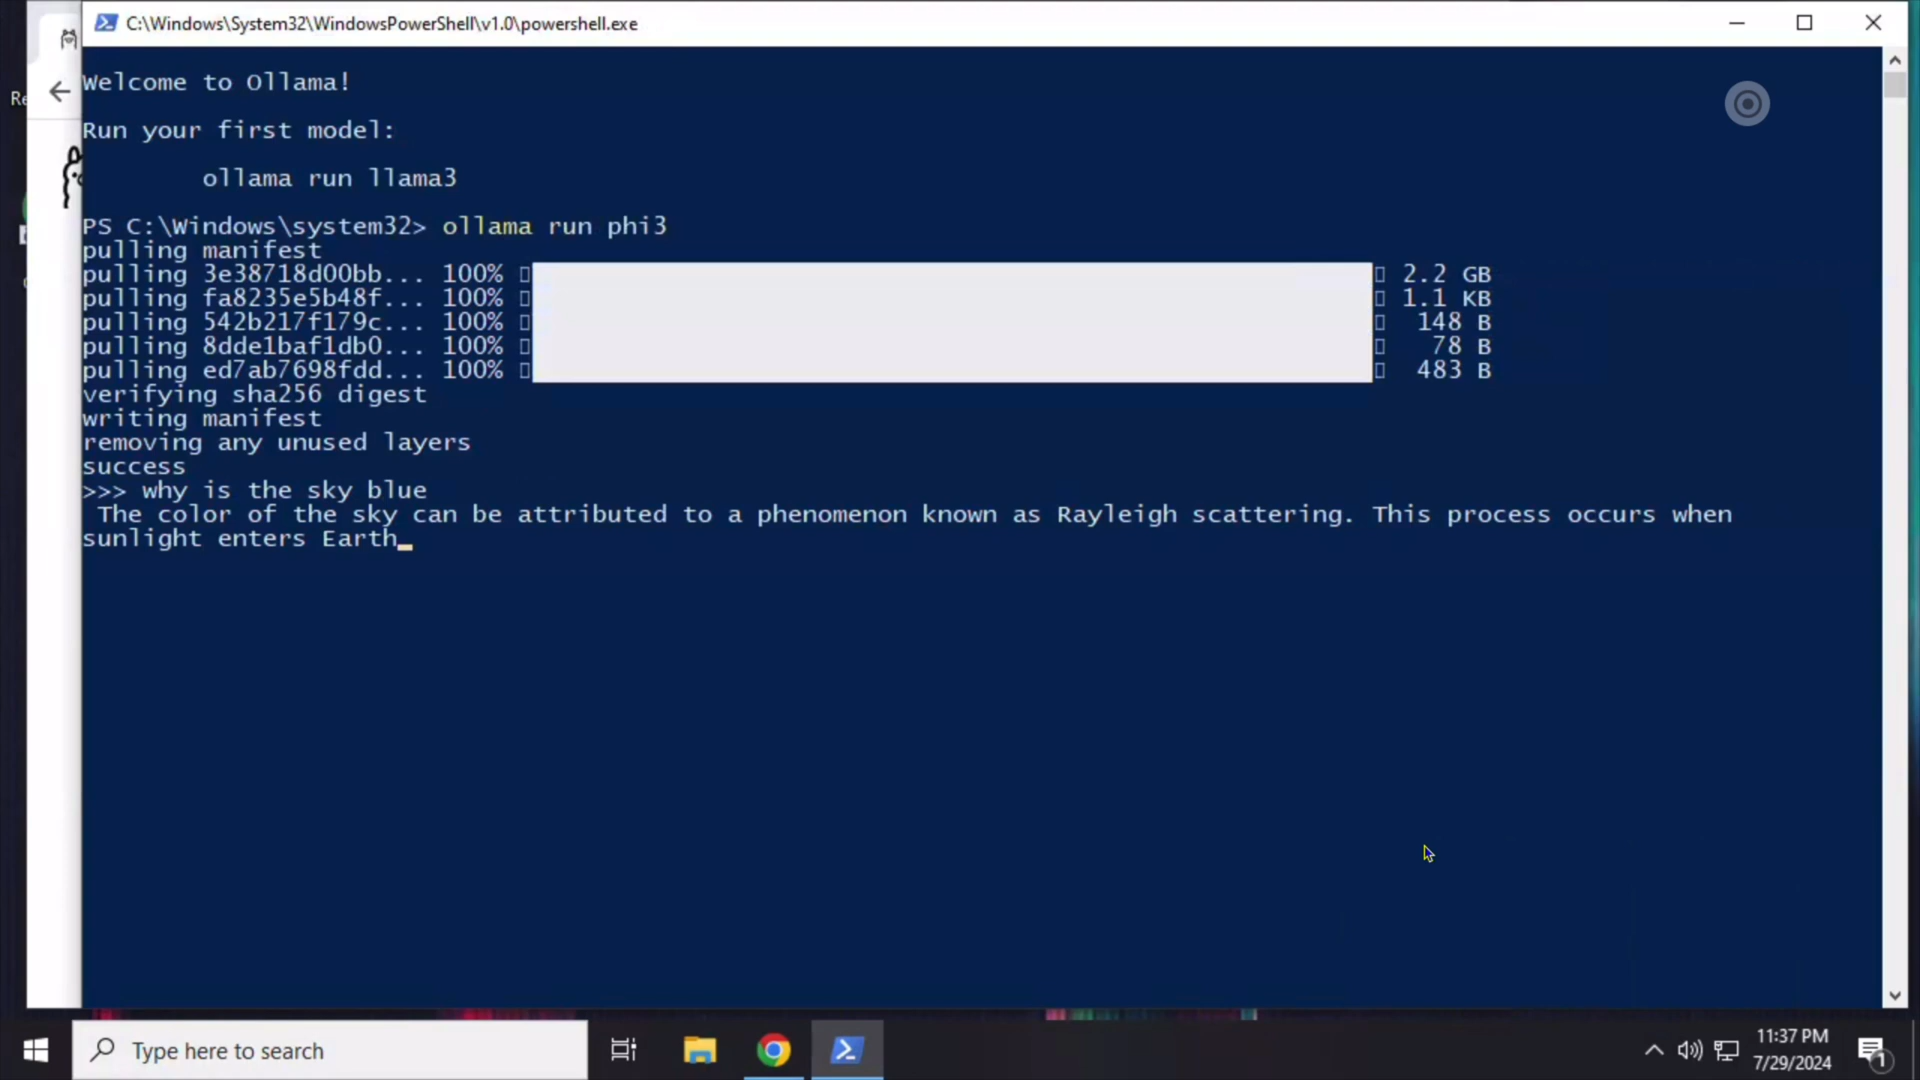 C:\Windows\System32\WindowsPowerShell\v1.0\powershell.exe
Re
Welcome to Ollama!
Run your first model:
ollama run llama3
PS C:\Windows\system32> ollama run phi3
pulling manifest
pulling 3e38718d00bb... 100% ▯ ▯ 2.2 GB
pulling fa8235e5b48f... 100% ▯ ▯ 1.1 KB
pulling 542b217f179c... 100% ▯ ▯ 148 B
pulling 8dde1baf1db0... 100% ▯ ▯ 78 B
pulling ed7ab7698fdd... 100% ▯ ▯ 483 B
verifying sha256 digest
writing manifest
removing any unused layers
success
>>> why is the sky blue
The color of the sky can be attributed to a phenomenon known as Rayleigh scattering. This process occurs when
sunlight enters Earth
Type here to search
11:37 PM
7/29/2024
1